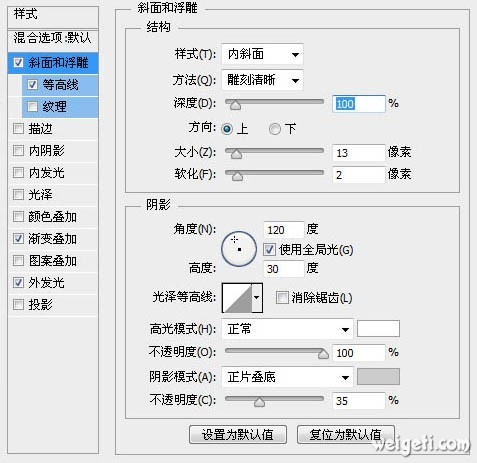 样式
混合选项:默认
斜面和浮雕
等高线
纹理
描边
内阴影
内发光
光泽
颜色叠加
渐变叠加
图案叠加
外发光
投影
斜面和浮雕
结构
样式(T): 内斜面
方法(Q): 雕刻清晰
深度(D): 100 %
方向: 上 下
大小(Z): 13 像素
软化(F): 2 像素
阴影
角度(N): 120 度
使用全局光(G)
高度: 30 度
光泽等高线: 消除锯齿(L)
高光模式(H): 正常
不透明度(O): 100 %
阴影模式(A): 正片叠底
不透明度(C): 35 %
设置为默认值 复位为默认值
weigeti.com